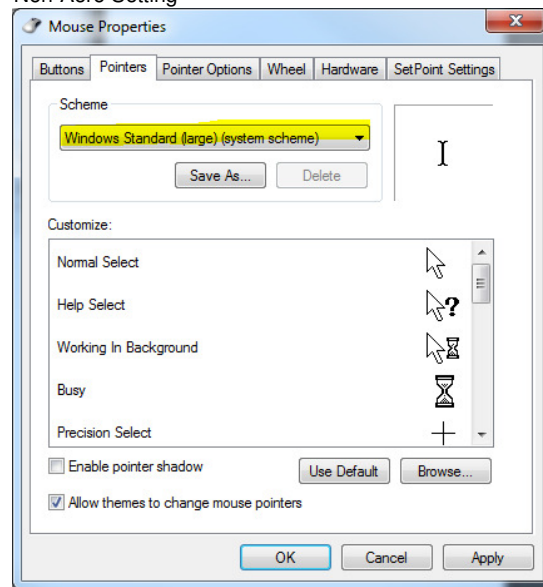 Non-Aero Setting
Mouse Properties
Buttons Pointers Pointer Options Wheel Hardware SetPoint Settings
Scheme
Windows Standard (large) (system scheme)
Save As... Delete
Customize:
Normal Select
Help Select
Working In Background
Busy
Precision Select
Enable pointer shadow
Use Default Browse...
Allow themes to change mouse pointers
OK Cancel Apply